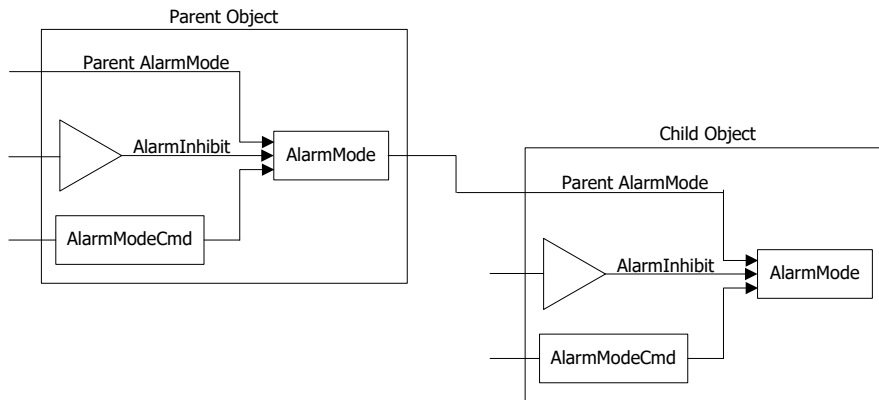 Parent Object
Parent AlarmMode
AlarmInhibit
AlarmMode
AlarmModeCmd
Child Object
Parent AlarmMode
AlarmInhibit
AlarmMode
AlarmModeCmd